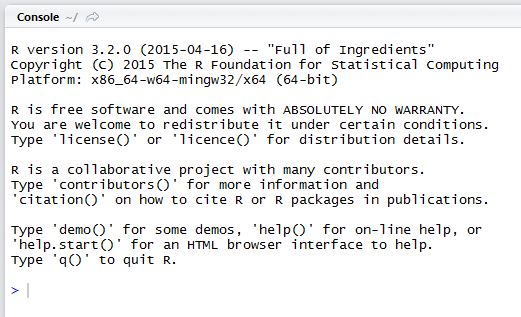 Console ~/
R version 3.2.0 (2015-04-16) -- "Full of Ingredients"
Copyright (C) 2015 The R Foundation for Statistical Computing
Platform: x86_64-w64-mingw32/x64 (64-bit)
R is free software and comes with ABSOLUTELY NO WARRANTY.
You are welcome to redistribute it under certain conditions.
Type 'license()' or 'licence()' for distribution details.
R is a collaborative project with many contributors.
Type 'contributors()' for more information and
'citation()' on how to cite R or R packages in publications.
Type 'demo()' for some demos, 'help()' for on-line help, or
'help.start()' for an HTML browser interface to help.
Type 'q()' to quit R.
>